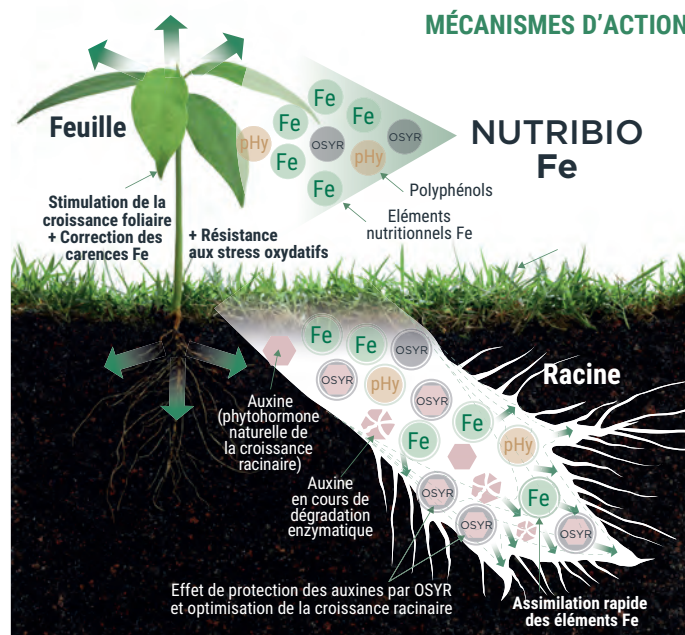 MÉCANISMES D'ACTION
Feuille
Fe
Fe
Fe
pHy
OSYR
OSYR
Fe
pHy
Fe
NUTRIBIO
Fe
Polyphénols
Eléments
nutritionnels Fe
Stimulation de la
croissance foliaire
+ Correction des
carences Fe
+ Résistance
aux stress oxydatifs
Fe
Fe
OSYR
OSYR
pHy
OSYR
Racine
Fe
Fe
pHy
Auxine
(phytohormone
naturelle de
la croissance
racinaire)
Auxine
en cours de
dégradation
enzymatique
OSYR
Fe
OSYR
OSYR
Effet de protection des auxines par OSYR
et optimisation de la croissance racinaire
Assimilation rapide
des éléments Fe